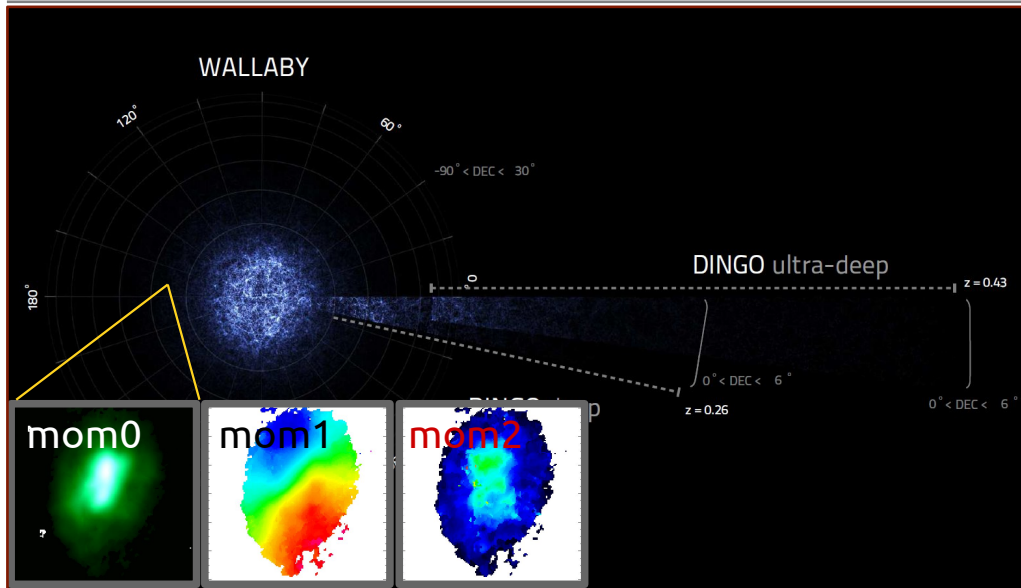 WALLABY
120°
60°
-90° < DEC < 30°
DINGO ultra-deep
0°
z = 0.43
180°
0° < DEC < 6°
z = 0.26
0° < DEC < 6°
mom0
mom1
mom2